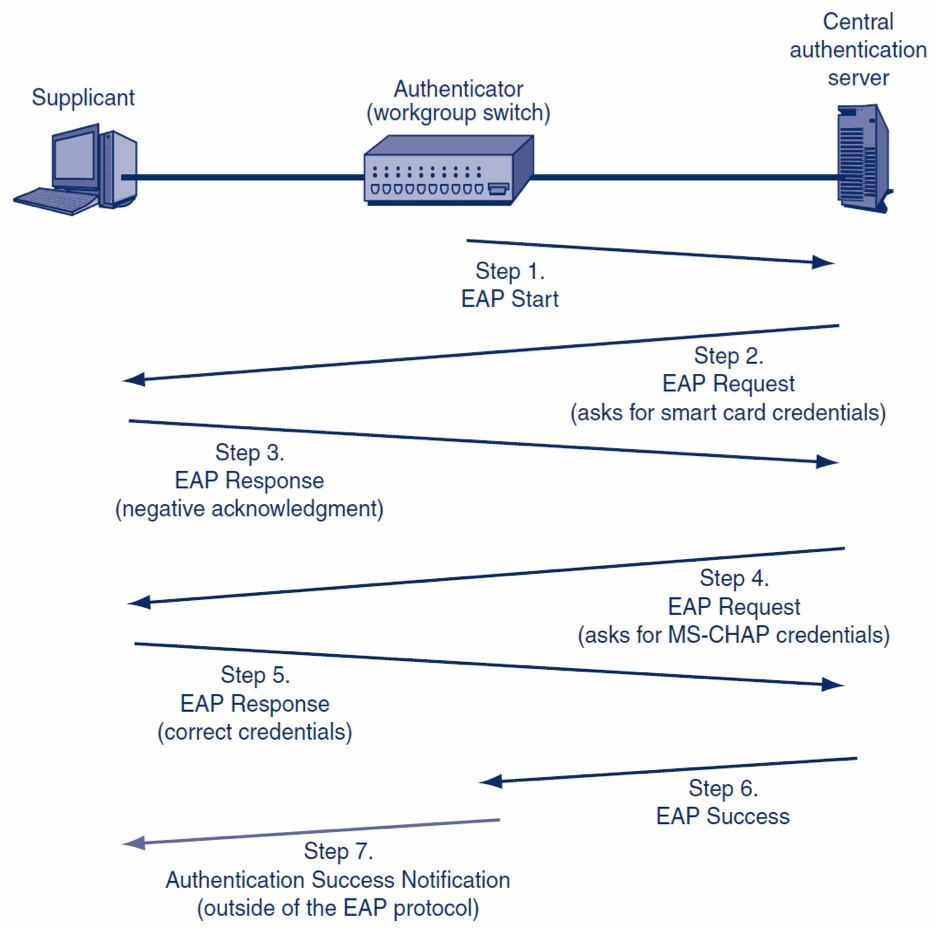 Central
authentication
server
Supplicant
Authenticator
(workgroup switch)
Step 1.
EAP Start
Step 2.
EAP Request
(asks for smart card credentials)
Step 3.
EAP Response
(negative acknowledgment)
Step 4.
EAP Request
(asks for MS-CHAP credentials)
Step 5.
EAP Response
(correct credentials)
Step 6.
EAP Success
Step 7.
Authentication Success Notification
(outside of the EAP protocol)